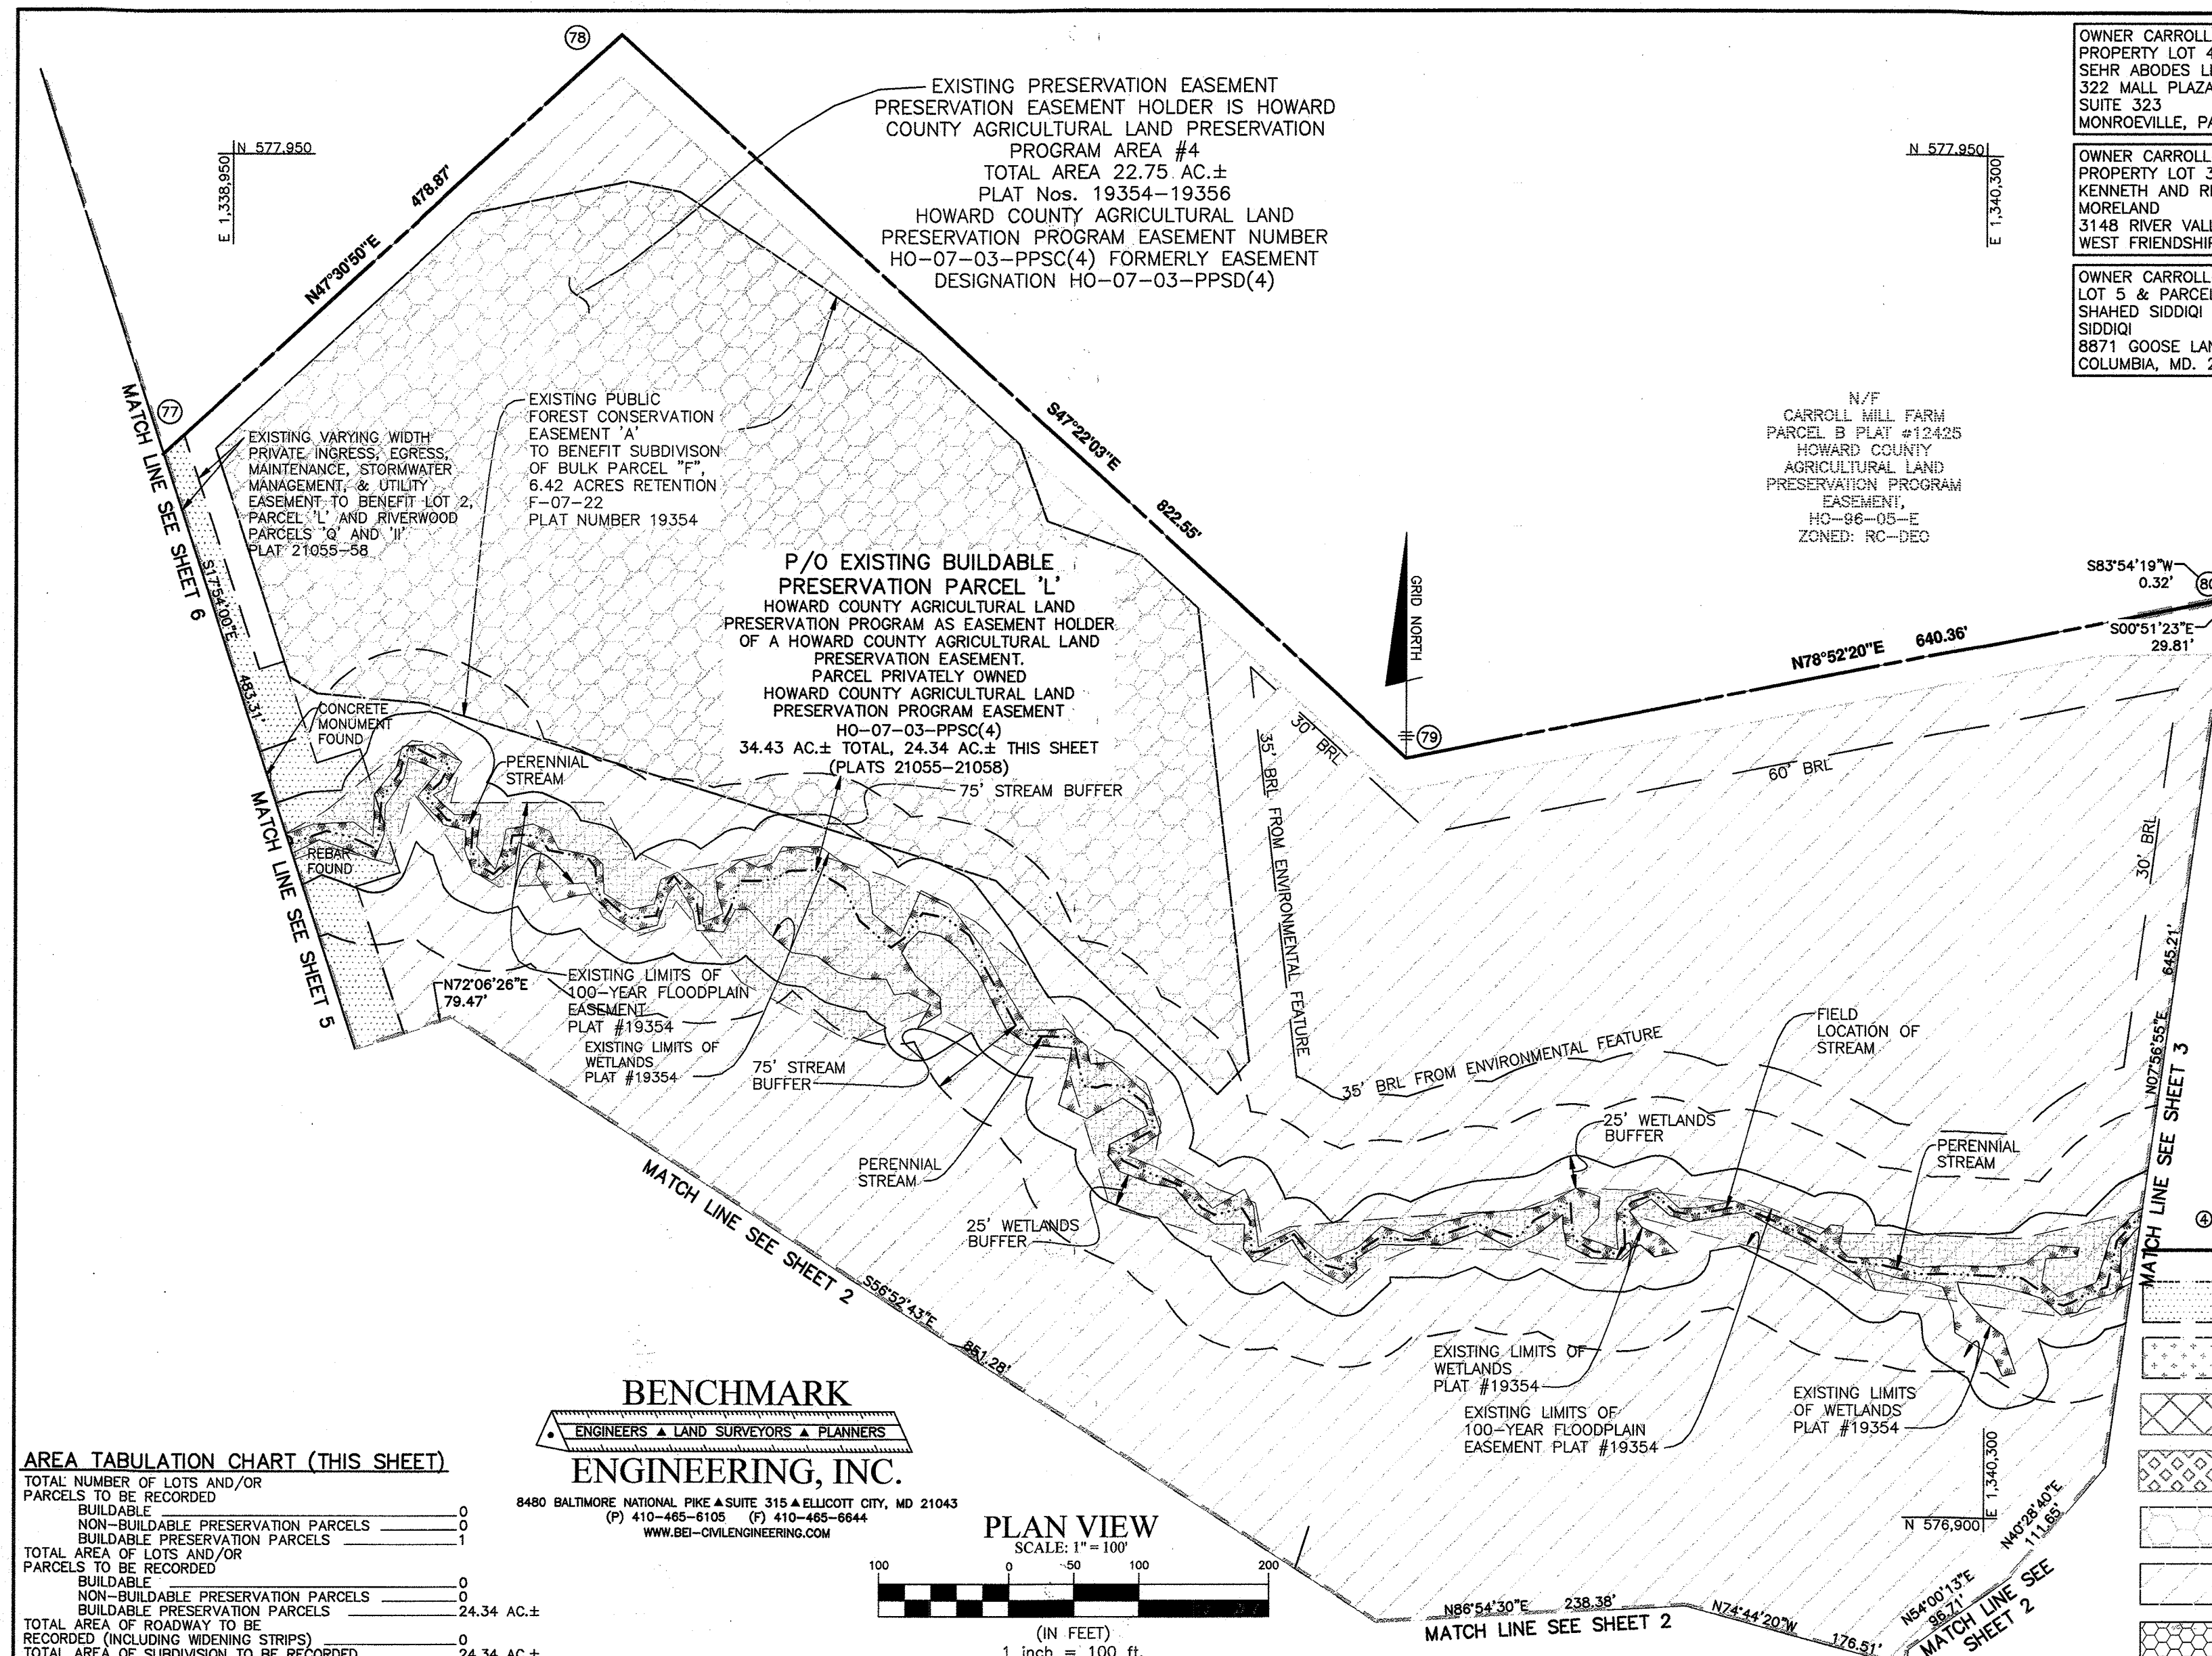 78
EXISTING PRESERVATION EASEMENT
PRESERVATION EASEMENT HOLDER IS HOWARD
COUNTY AGRICULTURAL LAND PRESERVATION
PROGRAM AREA #4
TOTAL AREA 22.75 AC.±
PLAT Nos. 19354-19356
HOWARD COUNTY AGRICULTURAL LAND
PRESERVATION PROGRAM EASEMENT NUMBER
HO-07-03-PPSC(4) FORMERLY EASEMENT
DESIGNATION HO-07-03-PPSD(4)
N 577,950
E 1,338,950
N47°30'50"E
478.87'
N 577,950
E 1,340,300
OWNER CARROLL
PROPERTY LOT 4
SEHR ABODES L
322 MALL PLAZA
SUITE 323
MONROEVILLE, PA
OWNER CARROLL
PROPERTY LOT 3
KENNETH AND R
MORELAND
3148 RIVER VAL
WEST FRIENDSHI
OWNER CARROLL
LOT 5 & PARCE
SHAHED SIDDIQI
SIDDIQI
8871 GOOSE LA
COLUMBIA, MD. 2
77
MATCH LINE SEE SHEET 6
EXISTING VARYING WIDTH
PRIVATE INGRESS, EGRESS,
MAINTENANCE, STORMWATER
MANAGEMENT, & UTILITY
EASEMENT TO BENEFIT LOT 2,
PARCEL 'L' AND RIVERWOOD
PARCELS 'Q' AND 'II'
PLAT 21055-58
EXISTING PUBLIC
FOREST CONSERVATION
EASEMENT 'A'
TO BENEFIT SUBDIVISON
OF BULK PARCEL "F",
6.42 ACRES RETENTION
F-07-22
PLAT NUMBER 19354
S47°22'03"E
822.55'
N/F
CARROLL MILL FARM
PARCEL B PLAT #12425
HOWARD COUNTY
AGRICULTURAL LAND
PRESERVATION PROGRAM
EASEMENT,
HO-96-05-E
ZONED: RC-DEO
S17°54'00"E
483.31'
P/O EXISTING BUILDABLE
PRESERVATION PARCEL 'L'
HOWARD COUNTY AGRICULTURAL LAND
PRESERVATION PROGRAM AS EASEMENT HOLDER
OF A HOWARD COUNTY AGRICULTURAL LAND
PRESERVATION EASEMENT.
PARCEL PRIVATELY OWNED
HOWARD COUNTY AGRICULTURAL LAND
PRESERVATION PROGRAM EASEMENT
HO-07-03-PPSC(4)
34.43 AC.± TOTAL, 24.34 AC.± THIS SHEET
(PLATS 21055-21058)
GRID NORTH
S83°54'19"W
0.32'
80
S00°51'23"E
29.81'
N78°52'20"E 640.36'
79
30' BRL
60' BRL
35' BRL FROM ENVIRONMENTAL FEATURE
30' BRL
CONCRETE
MONUMENT
FOUND
PERENNIAL
STREAM
75' STREAM BUFFER
REBAR
FOUND
MATCH LINE SEE SHEET 5
N72°06'26"E
79.47'
EXISTING LIMITS OF
100-YEAR FLOODPLAIN
EASEMENT
PLAT #19354
EXISTING LIMITS OF
WETLANDS
PLAT #19354
75' STREAM
BUFFER
35' BRL FROM ENVIRONMENTAL FEATURE
FIELD
LOCATION OF
STREAM
645.21'
N07°56'55"E
MATCH LINE SEE SHEET 3
25' WETLANDS
BUFFER
PERENNIAL
STREAM
PERENNIAL
STREAM
25' WETLANDS
BUFFER
4
MATCH LINE SEE SHEET 2
S56°52'43"E
851.28'
EXISTING LIMITS OF
WETLANDS
PLAT #19354
EXISTING LIMITS OF
100-YEAR FLOODPLAIN
EASEMENT PLAT #19354
EXISTING LIMITS
OF WETLANDS
PLAT #19354
BENCHMARK
ENGINEERS ▲ LAND SURVEYORS ▲ PLANNERS
ENGINEERING, INC.
8480 BALTIMORE NATIONAL PIKE ▲ SUITE 315 ▲ ELLICOTT CITY, MD 21043
(P) 410-465-6105 (F) 410-465-6644
WWW.BEI-CIVILENGINEERING.COM
PLAN VIEW
SCALE: 1" = 100'
100 0 50 100 200
(IN FEET)
1 inch = 100 ft.
N 576,900
E 1,340,300
N40°28'40"E
111.65'
N54°00'13"E
96.71'
MATCH LINE SEE
SHEET 2
N86°54'30"E 238.38'
MATCH LINE SEE SHEET 2
N74°44'20"W
176.51'
AREA TABULATION CHART (THIS SHEET)
TOTAL NUMBER OF LOTS AND/OR
PARCELS TO BE RECORDED
BUILDABLE 0
NON-BUILDABLE PRESERVATION PARCELS 0
BUILDABLE PRESERVATION PARCELS 1
TOTAL AREA OF LOTS AND/OR
PARCELS TO BE RECORDED
BUILDABLE 0
NON-BUILDABLE PRESERVATION PARCELS 0
BUILDABLE PRESERVATION PARCELS 24.34 AC.±
TOTAL AREA OF ROADWAY TO BE
RECORDED (INCLUDING WIDENING STRIPS) 0
TOTAL AREA OF SUBDIVISION TO BE RECORDED 24.34 AC.±